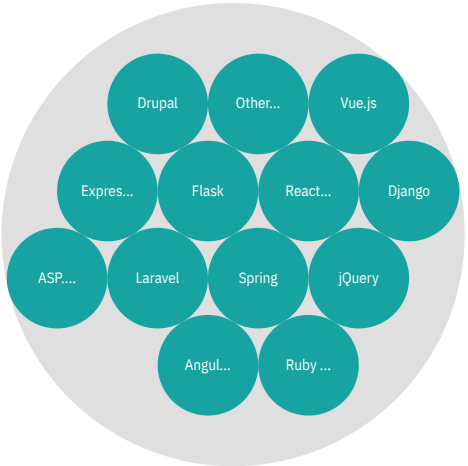 Drupal
Other...
Vue.js
Expres...
Flask
React...
Django
ASP....
Laravel
Spring
jQuery
Angul...
Ruby ...